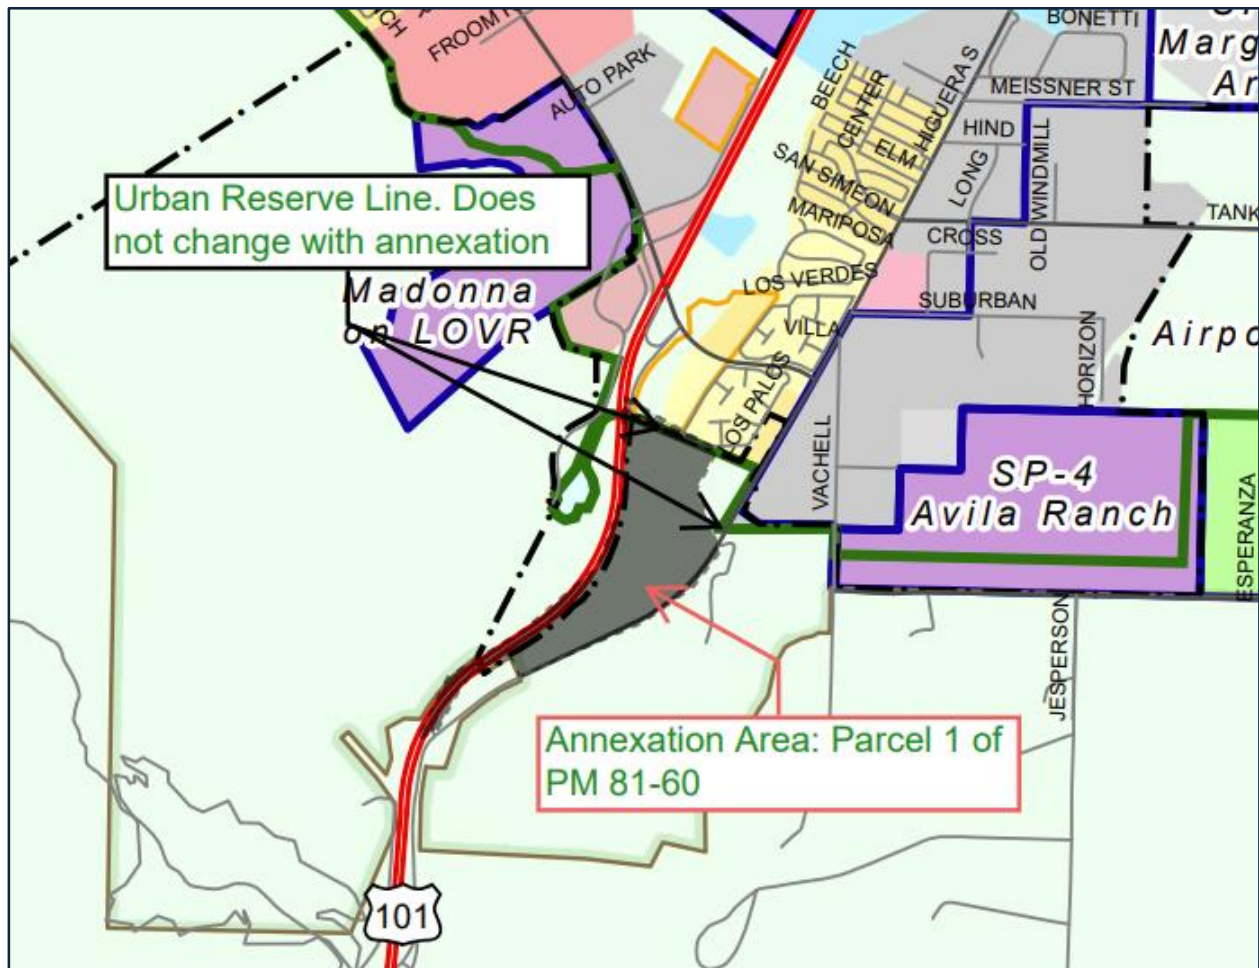 BONETTI
Marg
Ar
FROOM
AUTO PARK
BEECH
CENTER
HIGUERAS
MEISSNER ST
HIND
ELM
LONG
OLD WINDMILL
SAN SIMEON
MARIPOSA
TANK
CROSS
Urban Reserve Line. Does
not change with annexation
Madonna
on LOVR
LOS VERDES
SUBURBAN
VILLA
HORIZON
Airpo
LOS PALOS
VACHELL
SP-4
Avila Ranch
ESPERANZA
JESPERSON
Annexation Area: Parcel 1 of
PM 81-60
101